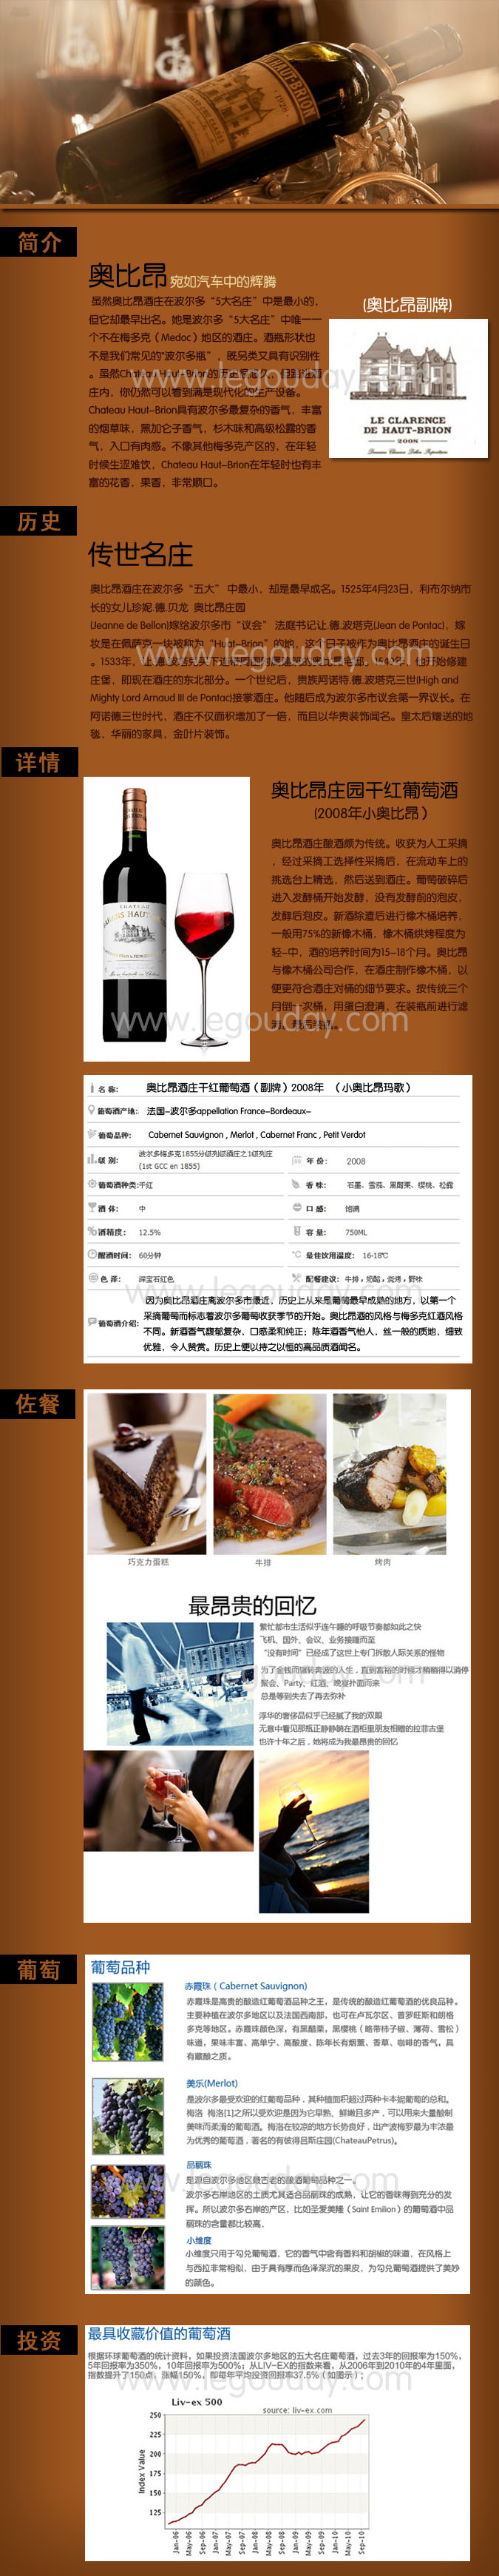 HAUT-BRION
简介
奥比昂 宛如汽车中的辉腾
虽然奥比昂酒庄在波尔多“5大名庄”中是最小的,
但它却最早出名。她是波尔多“5大名庄”中唯一一
个不在梅多克(Medoc)地区的酒庄。酒瓶形状也
不是我们常见的“波尔多瓶”,既另类又具有识别性
庄内,你仍然可以看到满是现代化的生产设备。
Chateau Haut-Brion具有波尔多最复杂的香气,丰富
的烟草味,黑加仑子香气,杉木味和高级松露的香
气,入口有肉感。不像其他梅多克产区的,在年轻
时候生涩难饮,Chateau Haut-Brion在年轻时也有丰
富的花香,果香,非常顺口。
(奥比昂副牌)
LE CLARENCE
DE HAUT-BRION
2008
www.legouday.com
历史
传世名庄
奥比昂酒庄在波尔多“五大” 中最小,却是最早成名。1525年4月23日,利布尔纳市
长的女儿珍妮.德.贝龙 奥比昂庄园
(Jeanne de Bellon)嫁给波尔多市“议会” 法庭书记让.德.波塔克(Jean de Pontac),嫁
妆是在佩萨克一块被称为“Huat-Brion”的地,这个日子被作为奥比昂酒庄的诞生日
庄堡,即现在酒庄的东北部分。一个世纪后,贵族阿诺特.德.波塔克三世(High and
Mighty Lord Arnaud III de Pontac)接掌酒庄。他随后成为波尔多市议会第一界议长。在
阿诺德三世时代,酒庄不仅面积增加了一倍,而且以华贵装饰闻名。皇太后赠送的地
毯,华丽的家具,金叶片装饰。
www.legouday.com
详情
奥比昂庄园干红葡萄酒
(2008年小奥比昂)
奥比昂酒庄酿酒颇为传统。收获为人工采摘
,经过采摘工选择性采摘后,在流动车上的
挑选台上精选,然后送到酒庄。葡萄破碎后
进入发酵桶开始发酵,没有发酵前的泡皮,
发酵后泡皮。新酒除渣后进行橡木桶培养,
一般用75%的新橡木桶,橡木桶烘烤程度为
轻-中,酒的培养时间为15-18个月。奥比昂
与橡木桶公司合作,在酒庄制作橡木桶,以
便更符合酒庄对桶的细节要求。按传统三个
月倒一次桶,用蛋白澄清,在装瓶前进行滤
www.legouday.com
名 称: 奥比昂酒庄干红葡萄酒(副牌)2008年 (小奥比昂玛歌)
葡萄酒产地: 法国-波尔多appellation France-Bordeaux-
葡萄品种: Cabernet Sauvignon , Merlot , Cabernet Franc , Petit Verdot
级 别: 波尔多梅多克1855分级列级酒庄之1级列庄
(1st GCC en 1855)
年 份: 2008
葡萄酒种类:干红
香 味: 石墨、雪茄、黑醋栗、樱桃、松露
酒 体: 中
口 感: 饱满
酒精度: 12.5%
容 量: 750ML
醒酒时间: 60分钟
最佳饮用温度: 16-18℃
色 泽: 深宝石红色
配餐建议: 牛排,奶酪,烧烤,野味
葡萄酒介绍: 因为奥比昂酒庄离波尔多市最近,历史上从来是葡萄最早成熟的地方,以第一个
采摘葡萄而标志着波尔多葡萄收获季节的开始。奥比昂酒的风格与梅多克红酒风格
不同。新酒香气馥郁复杂,口感柔和纯正;陈年酒香气怡人,丝一般的质地,细致
优雅,令人赞赏。历史上便以持之以恒的高品质酒闻名。
www.legouday.com
佐餐
巧克力蛋糕
牛排
烤肉
最昂贵的回忆
繁忙都市生活似乎连午睡的呼吸节奏都如此之快
飞机、国外、会议、业务接踵而至
“没有时间”已经成了这世上专门拆散人际关系的怪物
为了金钱而辗转奔波的人生,直到富裕的时候才稍稍得以消停
聚会、Party、红酒、晚宴扑面而来
总是等到失去了再去弥补
浮华的奢侈品似乎已经腻了我的双眼
无意中看见那瓶正静静躺在酒柜里朋友相赠的拉菲古堡
也许十年之后,她将成为我最昂贵的回忆
葡萄
葡萄品种
赤霞珠(Cabernet Sauvignon)
赤霞珠是高贵的酿造红葡萄酒品种之王,是传统的酿造红葡萄酒的优良品种。
主要种植在波尔多地区以及法国西南部,也可在卢瓦尔区、普罗旺斯和朗格
多克等地区。赤霞珠颜色深,有黑醋栗,黑樱桃(略带柿子椒、薄荷、雪松)
味道,果味丰富、高单宁、高酸度、陈年长有烟熏、香草、咖啡的香气,具
有藏酿之质。
美乐(Merlot)
是波尔多最受欢迎的红葡萄品种,其种植面积超过两种卡本妮葡萄的总和。
梅洛 梅洛[1]之所以受欢迎是因为它早熟、鲜嫩且多产,可以用来大量酿制
美味而柔滑的葡萄酒。梅洛在较凉的地方长势良好,出产波梅罗最为丰浓最
为优秀的葡萄酒,著名的有彼得吕斯庄园(ChateauPetrus)。
品丽珠
是源自波尔多地区最古老的酿酒葡萄品种之一。
波尔多右岸地区的土质尤其适合品丽珠的成熟,让它的香味得到充分的发
挥。所以波尔多右岸的产区,比如圣爱美隆(Saint Emilion)的葡萄酒中品
丽珠的含量都比较高.
小维度
小维度只用于勾兑葡萄酒,它的香气中含有香料和胡椒的味道,在风格上
与西拉非常相似,由于具有厚而色泽深沉的果皮,为勾兑葡萄酒提供了美妙
的颜色。
投资
最具收藏价值的葡萄酒
根据环球葡萄酒的统计资料,如果投资法国波尔多地区的五大名庄葡萄酒,过去3年的回报率为150%,
5年回报率为350%,10年回报率为500%;从LIV-EX的指数来看,从2006年到2010年的4年里面,
指数提升了150点,涨幅150%,即每年平均投资回报率37.5%(如图示);
Liv-ex 500
source: liv-ex.com
Index Value
250
225
200
175
150
125
Jan-06
May-06
Sep-06
Jan-07
May-07
Sep-07
Jan-08
May-08
Sep-08
Jan-09
May-09
Sep-09
Jan-10
May-10
Sep-10